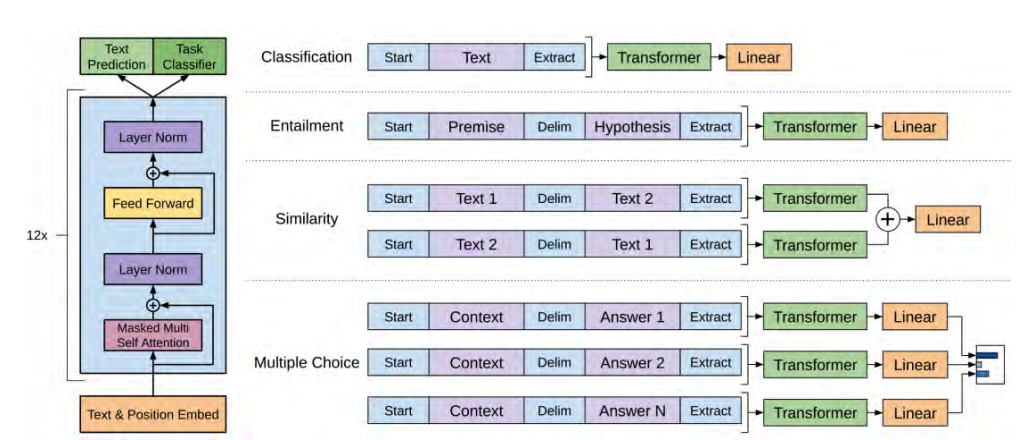 Text Prediction
Task Classifier
Layer Norm
Feed Forward
12x
Layer Norm
Masked Multi Self Attention
Text & Position Embed
Classification Start Text Extract Transformer Linear
Entailment Start Premise Delim Hypothesis Extract Transformer Linear
Similarity
Start Text 1 Delim Text 2 Extract Transformer
+ Linear
Start Text 2 Delim Text 1 Extract Transformer
Multiple Choice
Start Context Delim Answer 1 Extract Transformer Linear
Start Context Delim Answer 2 Extract Transformer Linear
Start Context Delim Answer N Extract Transformer Linear